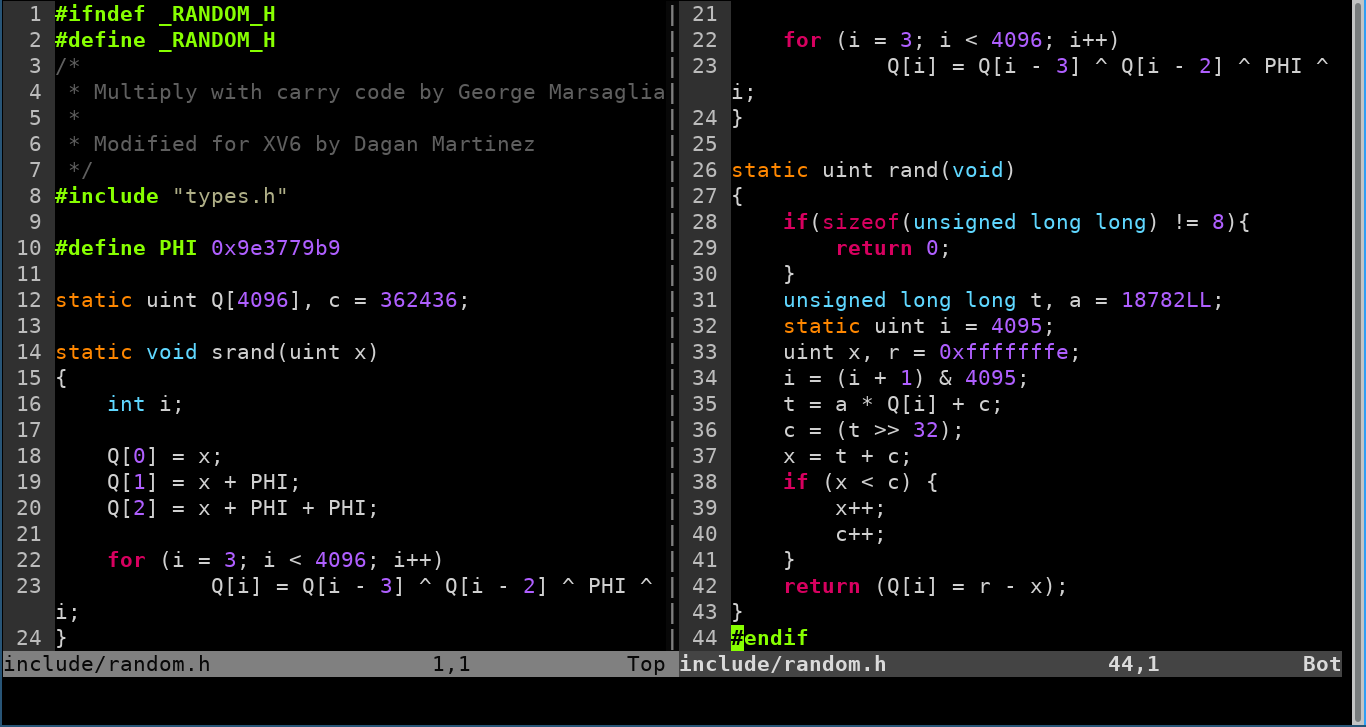 1 #ifndef _RANDOM_H
2 #define _RANDOM_H
3 /*
4  * Multiply with carry code by George Marsaglia
5  *
6  * Modified for XV6 by Dagan Martinez
7  */
8 #include "types.h"
9
10 #define PHI 0x9e3779b9
11
12 static uint Q[4096], c = 362436;
13
14 static void srand(uint x)
15 {
16     int i;
17
18     Q[0] = x;
19     Q[1] = x + PHI;
20     Q[2] = x + PHI + PHI;
21
22     for (i = 3; i < 4096; i++)
23             Q[i] = Q[i - 3] ^ Q[i - 2] ^ PHI ^
i;
24 }
include/random.h 1,1 Top
21
22     for (i = 3; i < 4096; i++)
23             Q[i] = Q[i - 3] ^ Q[i - 2] ^ PHI ^
i;
24 }
25
26 static uint rand(void)
27 {
28     if(sizeof(unsigned long long) != 8){
29         return 0;
30     }
31     unsigned long long t, a = 18782LL;
32     static uint i = 4095;
33     uint x, r = 0xfffffffe;
34     i = (i + 1) & 4095;
35     t = a * Q[i] + c;
36     c = (t >> 32);
37     x = t + c;
38     if (x < c) {
39         x++;
40         c++;
41     }
42     return (Q[i] = r - x);
43 }
44 #endif
include/random.h 44,1 Bot